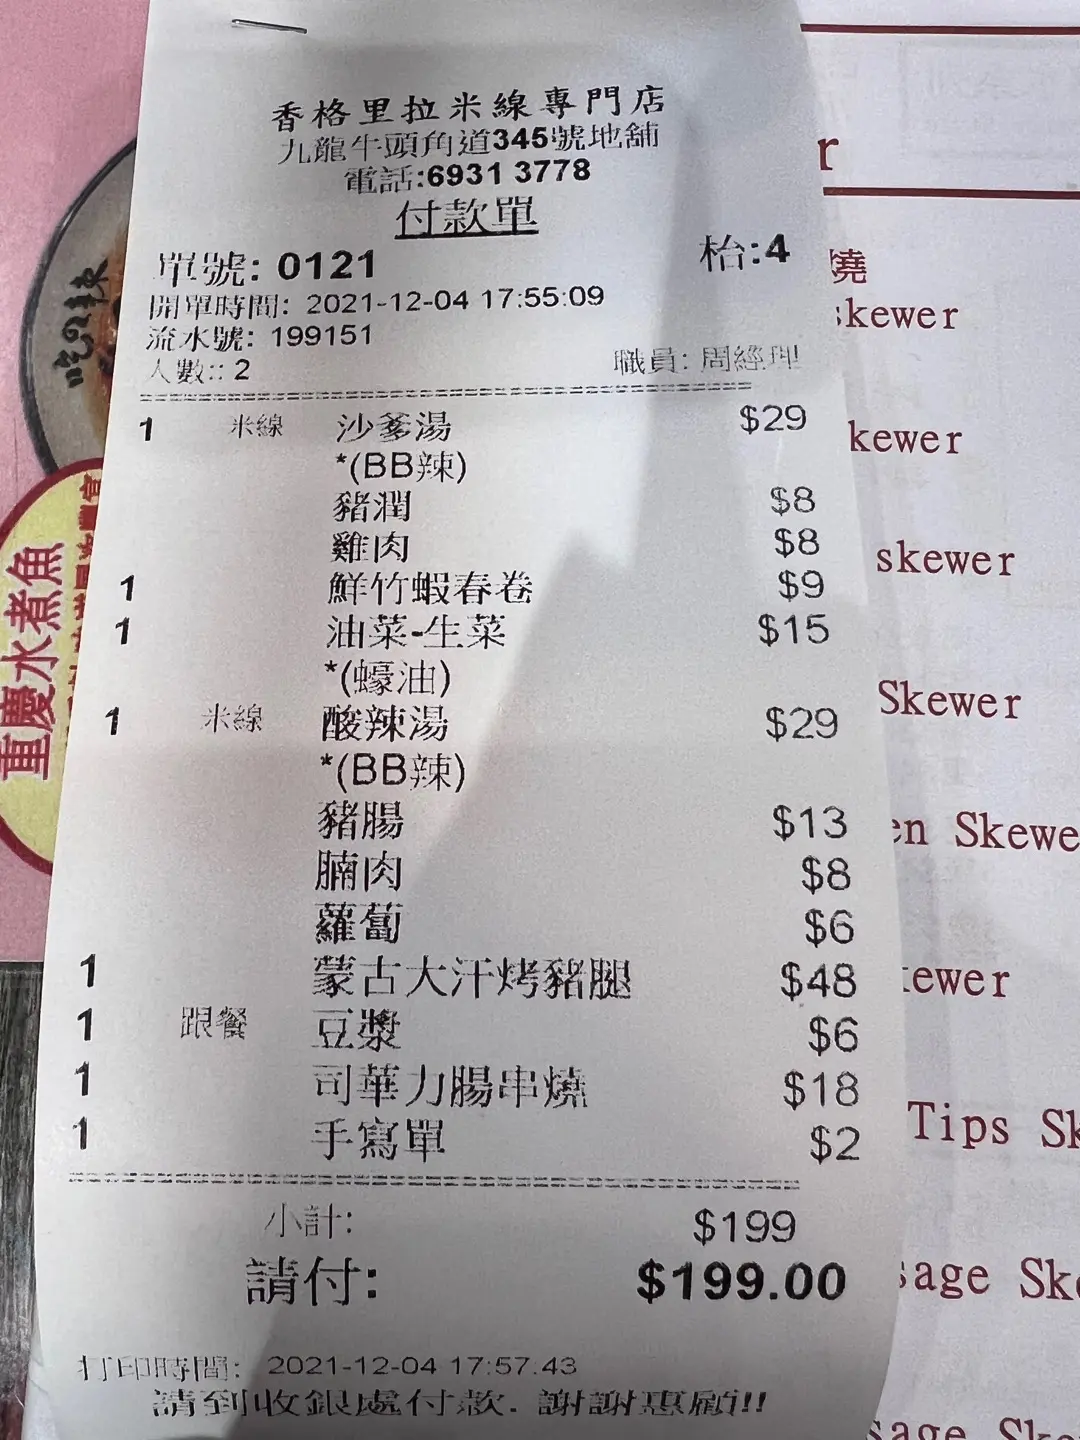 香格里拉米線專門店
九龍牛頭角道345號地舖
電話:6931 3778
付款單
單號: 0121 枱:4
開單時間: 2021-12-04 17:55:09
流水號: 199151
人數:: 2 職員: 周經理
1 米線 沙爹湯 $29
*(BB辣)
豬潤 $8
雞肉 $8
1 鮮竹蝦春卷 $9
1 油菜-生菜 $15
*(蠔油)
1 米線 酸辣湯 $29
*(BB辣)
豬腸 $13
腩肉 $8
蘿蔔 $6
1 蒙古大汗烤豬腿 $48
1 跟餐 豆漿 $6
1 司華力腸串燒 $18
1 手寫單 $2
小計: $199
請付: $199.00
打印時間: 2021-12-04 17:57:43
請到收銀處付款. 謝謝惠顧!!
重慶水煮魚
r
燒
skewer
kewer
skewer
Skewer
en Skewe
kewer
Tips Sk
sage Ske
sage Ske